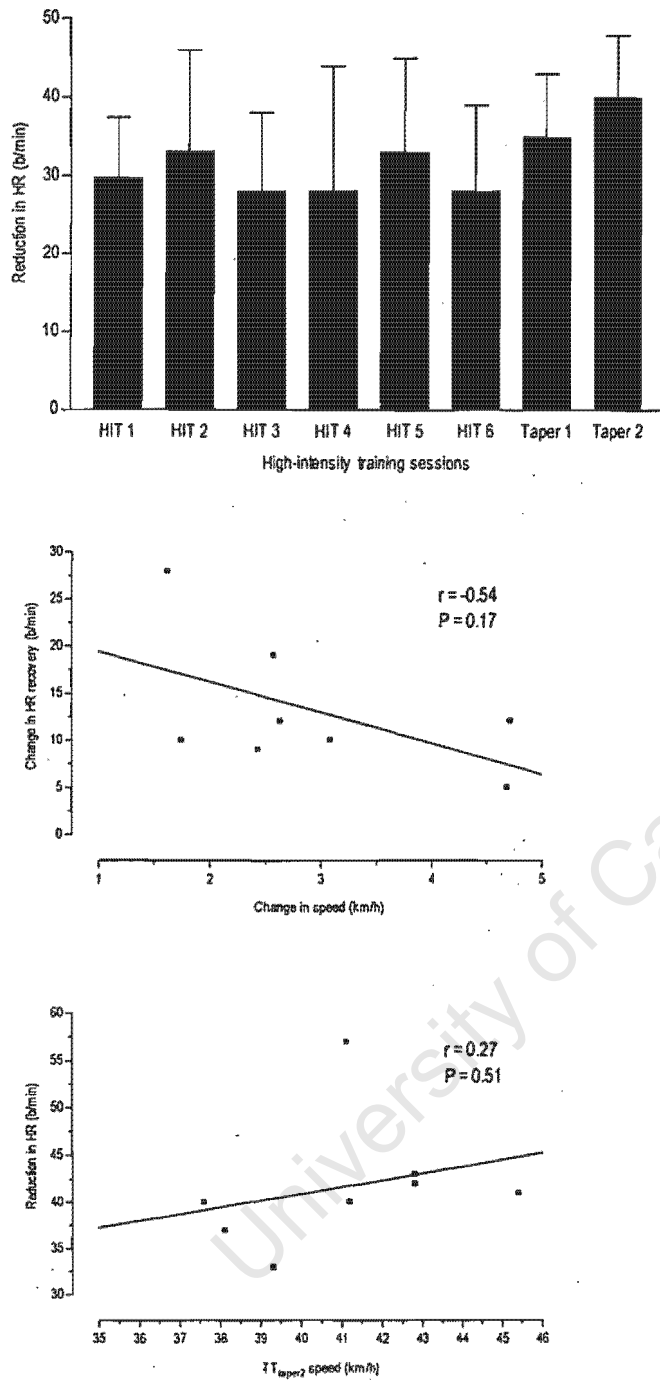 50
40
30
20
10
0
Reduction in HR (b/min)
HIT 1 HIT 2 HIT 3 HIT 4 HIT 5 HIT 6 Taper 1 Taper 2
High-intensity training sessions
30
25
20
15
10
5
0
Change in HR recovery (b/min)
r = -0.54
P = 0.17
1 2 3 4 5
Change in speed (km/h)
60
55
50
45
40
35
30
Reduction in HR (b/min)
r = 0.27
P = 0.51
35 36 37 38 39 40 41 42 43 44 45 46
TTtaper2 speed (km/h)
University of Ca